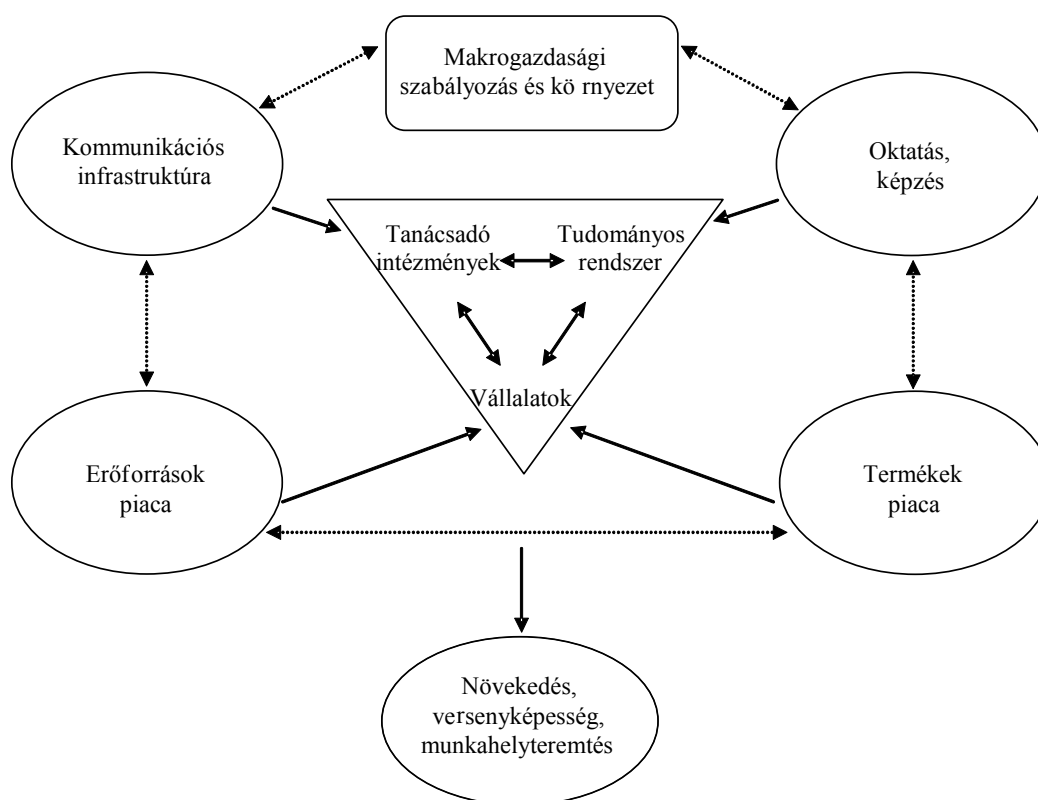 Makrogazdasági
szabályozás és kö rnyezet
Kommunikációs
infrastruktúra
Oktatás,
képzés
Tanácsadó
intézmények
Tudományos
rendszer
Vállalatok
Erőforrások
piaca
Termékek
piaca
Növekedés,
versenyképesség,
munkahelyteremtés